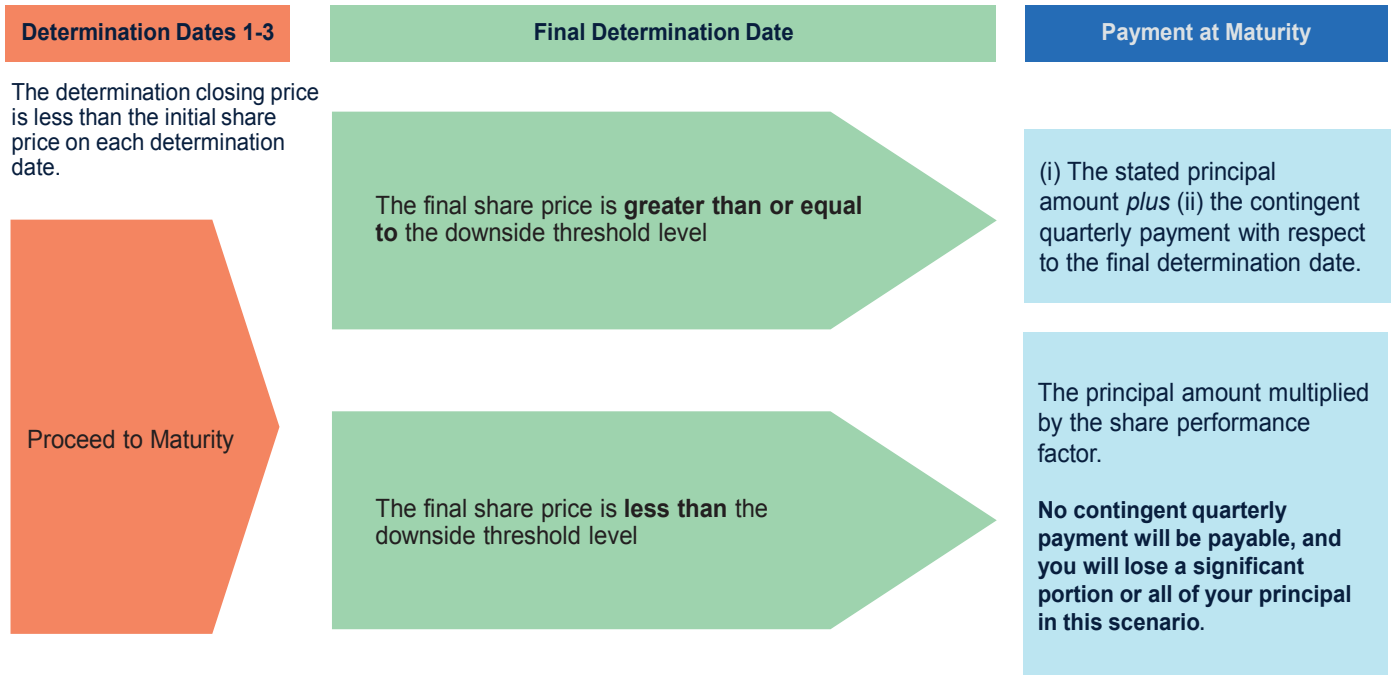 Determination Dates 1-3
Final Determination Date
Payment at Maturity
The determination closing price
is less than the initial share
price on each determination
date.
Proceed to Maturity
The final share price is greater than or equal
to the downside threshold level
(i) The stated principal
amount plus (ii) the contingent
quarterly payment with respect
to the final determination date.
The final share price is less than the
downside threshold level
The principal amount multiplied
by the share performance
factor.
No contingent quarterly
payment will be payable, and
you will lose a significant
portion or all of your principal
in this scenario.